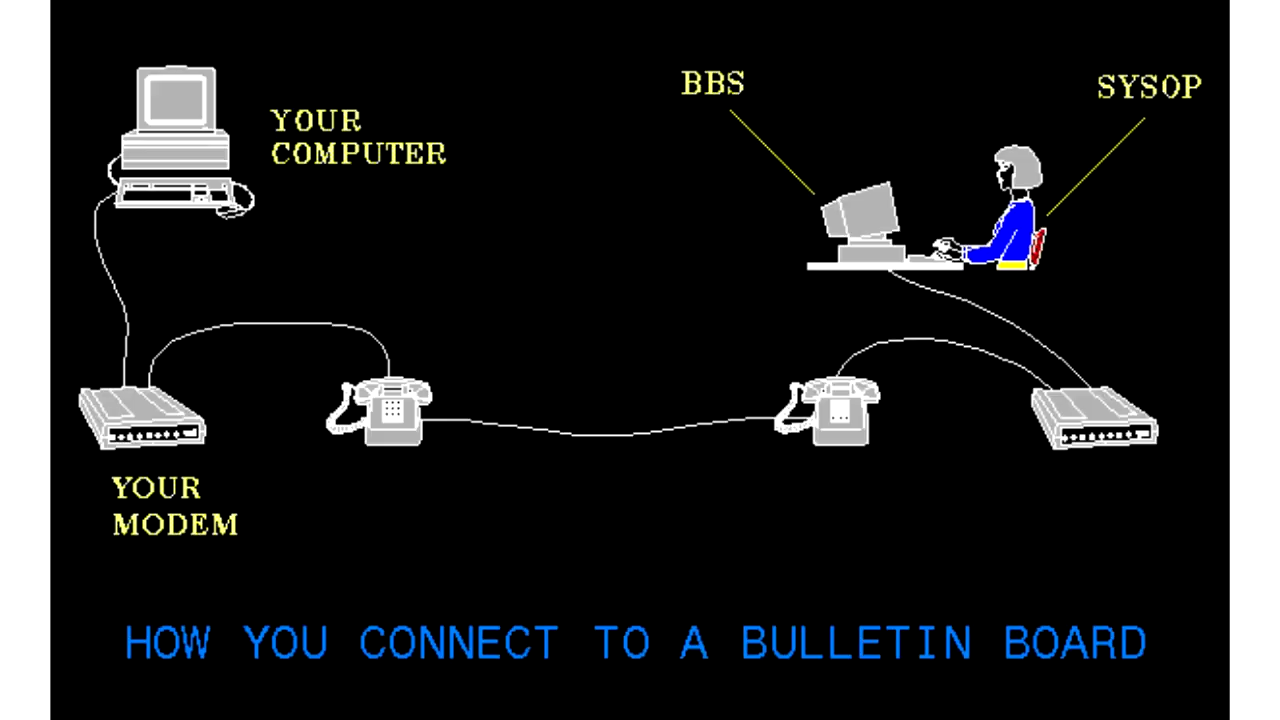 BBS
SYSOP
YOUR
COMPUTER
YOUR
MODEM
HOW YOU CONNECT TO A BULLETIN BOARD